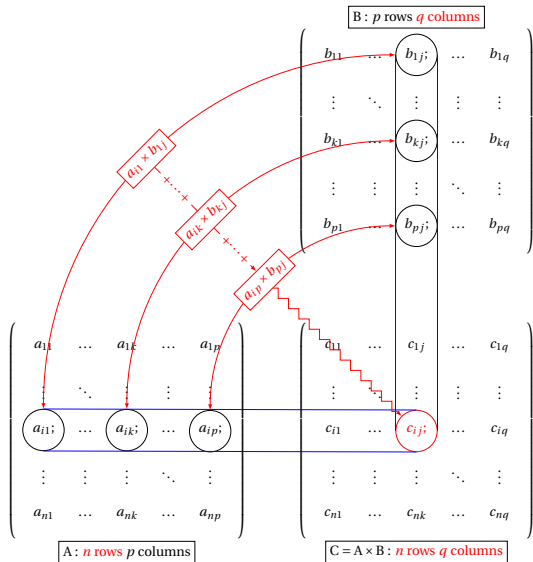 B : p rows q columns
b11 … b1j; … b1q
⋮ ⋱ ⋮ ⋮ ⋮
bk1 … bkj; … bkq
⋮ ⋮ ⋮ ⋱ ⋮
bp1 … bpj; … bpq
ai1 × b1j
+…+
aik × bkj
+…+
aip × bpj
a11 … a1k … a1p
⋮ ⋱ ⋮ ⋮ ⋮
ai1; … aik; … aip;
⋮ ⋮ ⋮ ⋱ ⋮
an1 … ank … anp
A : n rows p columns
c11 … c1j … c1q
⋮ ⋱ ⋮ ⋮ ⋮
ci1 … cij; … ciq
⋮ ⋮ ⋮ ⋱ ⋮
cn1 … cnk … cnq
C = A × B : n rows q columns